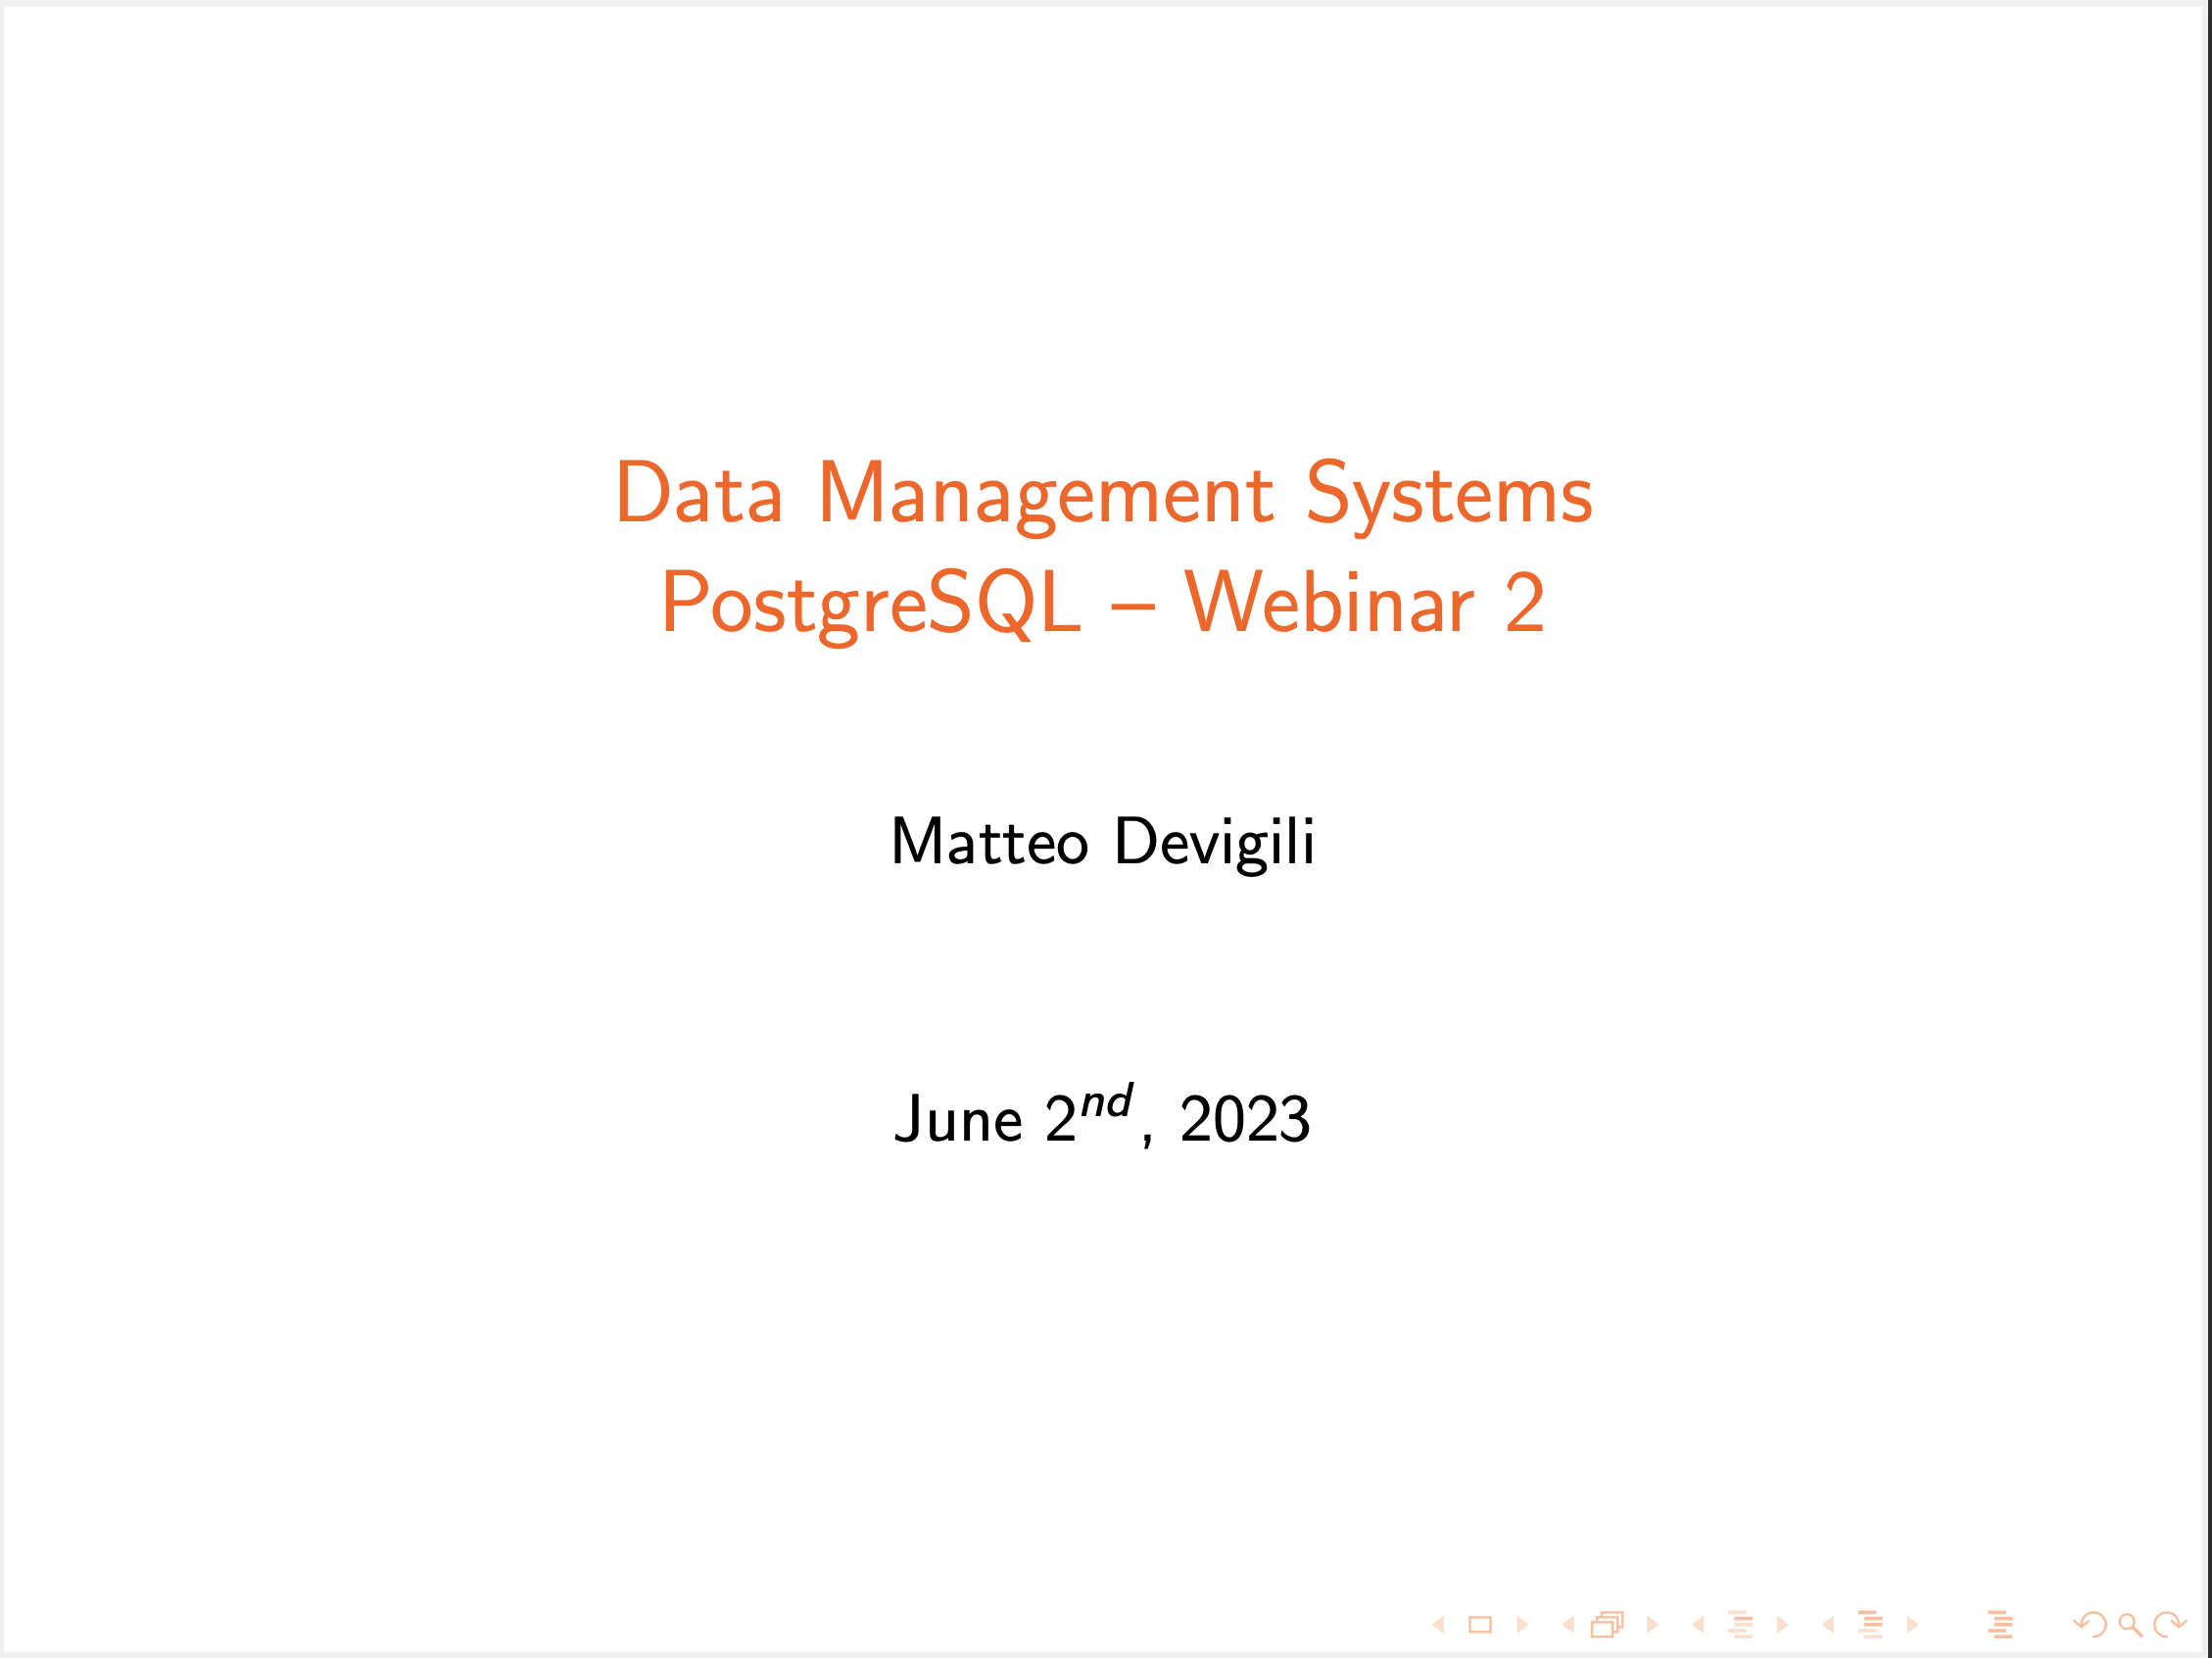 Data Management Systems
PostgreSQL – Webinar 2
Matteo Devigili
June 2nd, 2023